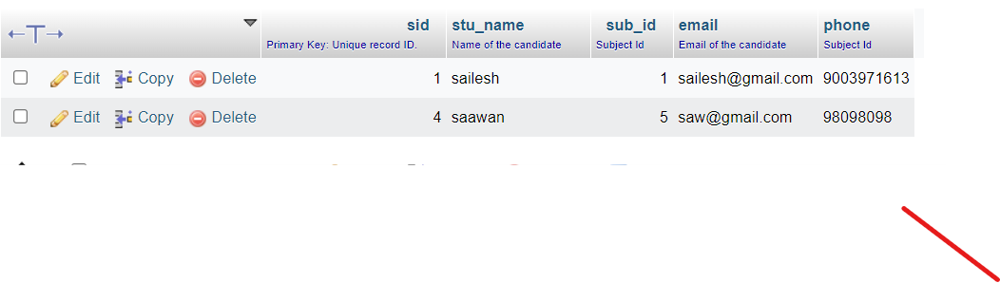 sid stu_name sub_id email phone
Primary Key: Unique record ID. Name of the candidate Subject Id Email of the candidate Subject Id
Edit Copy Delete 1 sailesh 1 sailesh@gmail.com 9003971613
Edit Copy Delete 4 saawan 5 saw@gmail.com 98098098